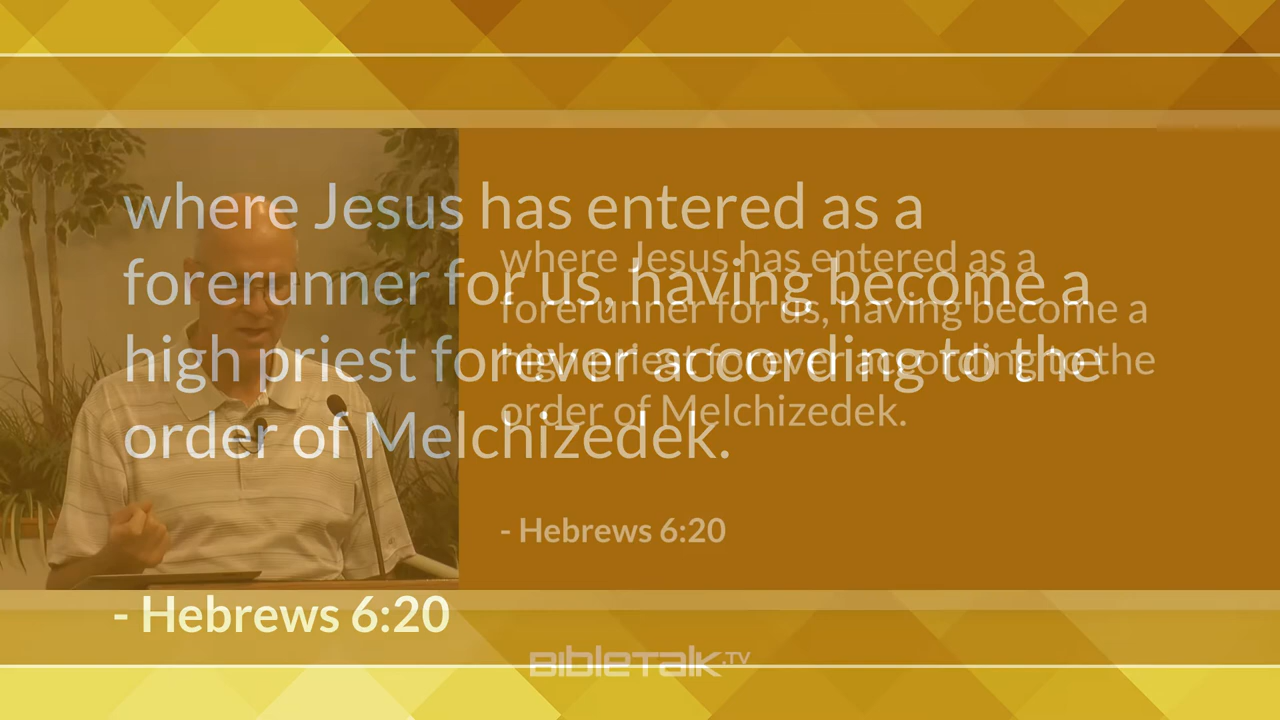 where Jesus has entered as a
forerunner for us, having become a
high priest forever according to the
order of Melchizedek.
- Hebrews 6:20
where Jesus has entered as a
forerunner for us, having become a
high priest forever according to the
order of Melchizedek.
- Hebrews 6:20
BIBLETALK.TV